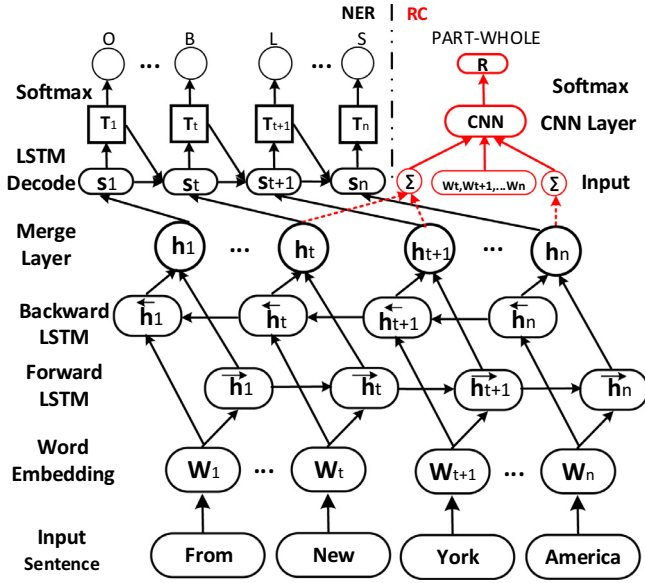 NER RC
O B L S PART-WHOLE
... ...
R
Softmax Softmax
T1 Tt Tt+1 Tn CNN CNN Layer
LSTM
Decode s1 st st+1 sn Σ Wt,Wt+1,...Wn Σ Input
Merge
Layer h1 ... ht ht+1 ... hn
Backward
LSTM h1 ht ht+1 hn
Forward
LSTM h1 ht ht+1 hn
Word
Embedding W1 ... Wt Wt+1 ... Wn
Input
Sentence From New York America